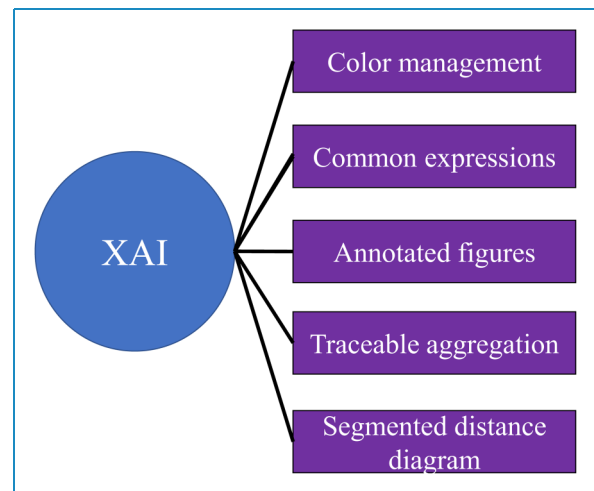 XAI
Color management
Common expressions
Annotated figures
Traceable aggregation
Segmented distance
diagram